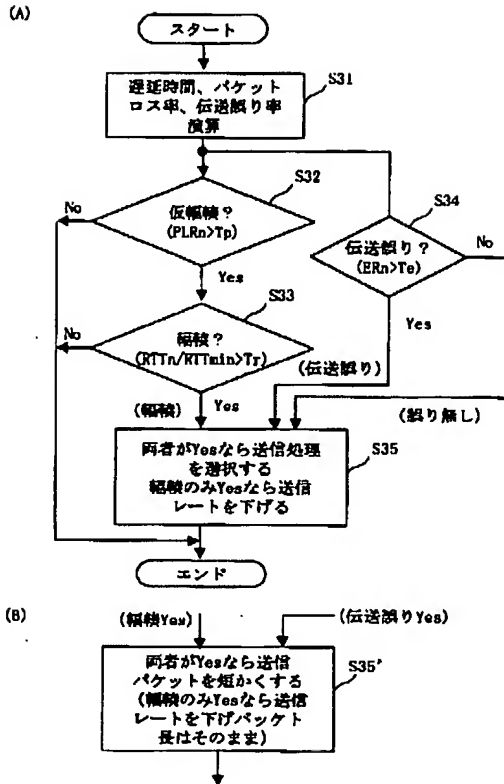 (A)
スタート
S31
遅延時間、パケット
ロス率、伝送誤り率
演算
S32
仮輻輳?
(PLRn>Tp)
No
Yes
S34
伝送誤り?
(ERn>Te)
No
Yes
S33
輻輳?
(RTTn/RTTmin>Tr)
No
(伝送誤り)
(輻輳)
Yes
(誤り無し)
S35
両者がYesなら送信処理
を選択する
輻輳のみYesなら送信
レートを下げる
エンド
(B)
(輻輳Yes)
(伝送誤りYes)
S35'
両者がYesなら送信
パケットを短かくする
(輻輳のみYesなら送信
レートを下げパッケト
長はそのまま)